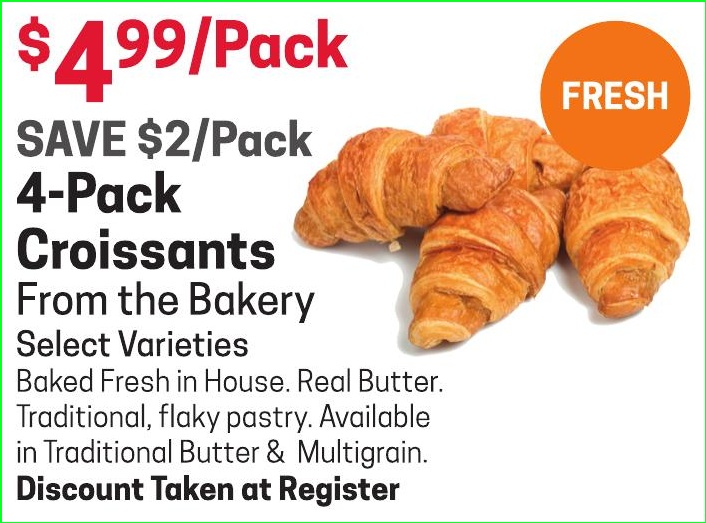 $4.99/Pack
SAVE $2/Pack
4-Pack
Croissants
From the Bakery
Select Varieties
Baked Fresh in House. Real Butter.
Traditional, flaky pastry. Available
in Traditional Butter & Multigrain.
Discount Taken at Register
FRESH